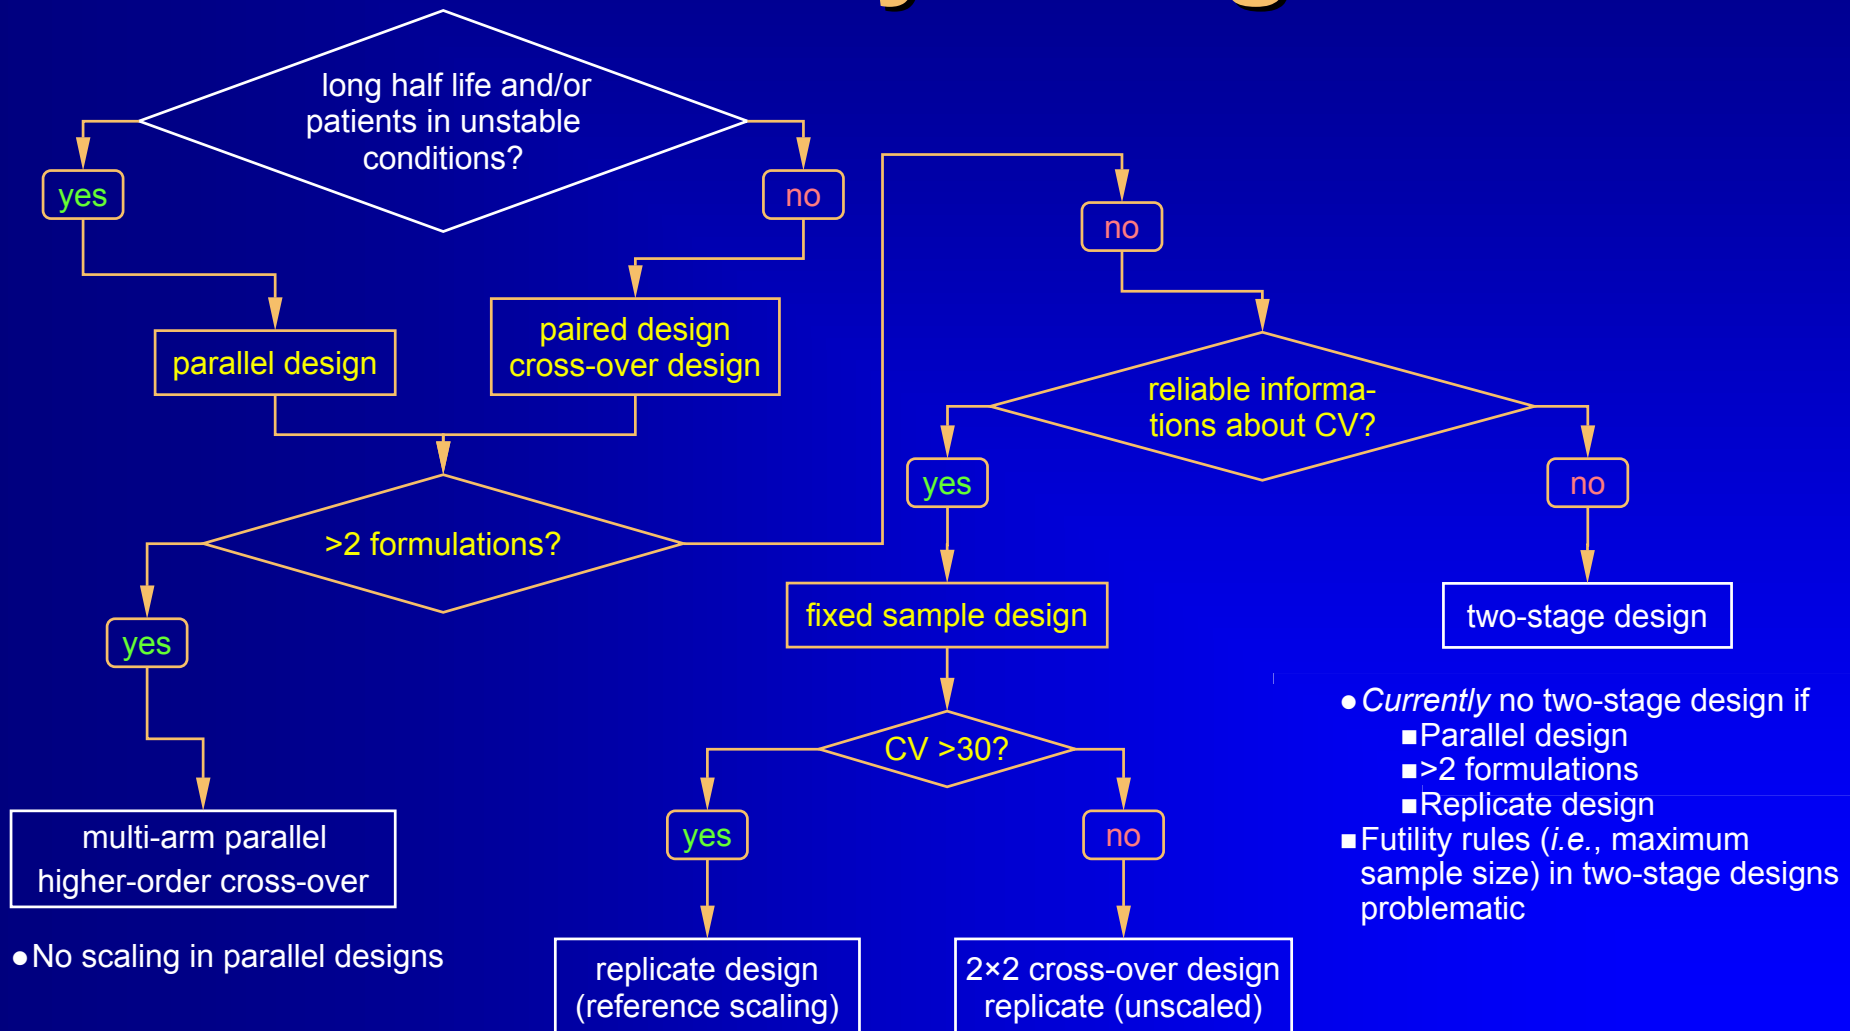 long half life and/or
patients in unstable
conditions?
yes
no
no
parallel design
paired design
cross-over design
reliable informa-
tions about CV?
yes
no
>2 formulations?
yes
fixed sample design
two-stage design
●Currently no two-stage design if
■Parallel design
■>2 formulations
■Replicate design
■Futility rules (i.e., maximum
sample size) in two-stage designs
problematic
CV >30?
yes
no
multi-arm parallel
higher-order cross-over
●No scaling in parallel designs
replicate design
(reference scaling)
2×2 cross-over design
replicate (unscaled)